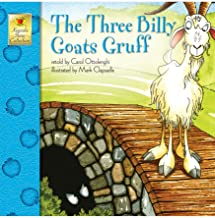 The Three Billy
Goats Gruff
retold by Carol Ottolenghi
illustrated by Mark Clapsadle